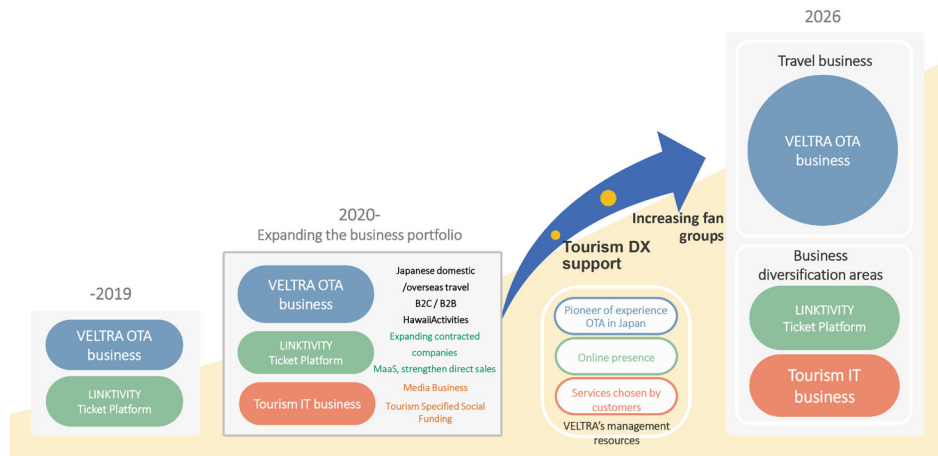 -2019
VELTRA OTA
business
LINKTIVITY
Ticket Platform
2020-
Expanding the business portfolio
VELTRA OTA
business
LINKTIVITY
Ticket Platform
Tourism IT business
Japanese domestic
/overseas travel
B2C / B2B
HawaiiActivities
Expanding contracted
companies
MaaS, strengthen direct sales
Media Business
Tourism Specified Social
Funding
Tourism DX
support
Increasing fan
groups
Pioneer of experience
OTA in Japan
Online presence
Services chosen by
customers
VELTRA's management
resources
2026
Travel business
VELTRA OTA
business
Business
diversification areas
LINKTIVITY
Ticket Platform
Tourism IT
business